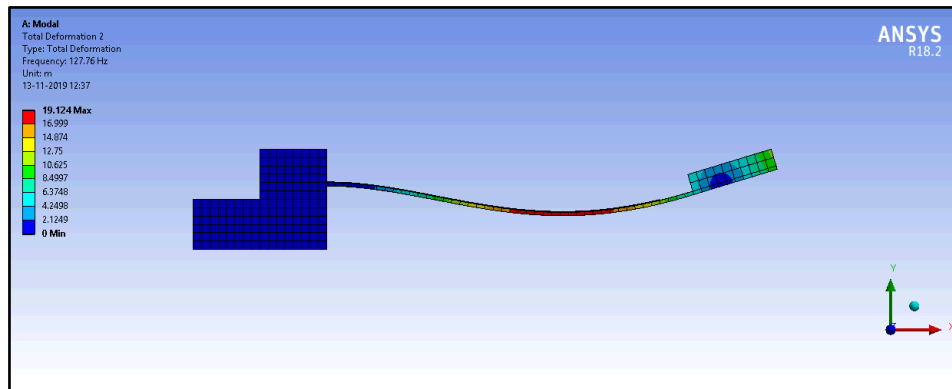 A: Modal
Total Deformation 2
Type: Total Deformation
Frequency: 127.76 Hz
Unit: m
13-11-2019 12:37
19.124 Max
16.999
14.874
12.75
10.625
8.4997
6.3748
4.2498
2.1249
0 Min
ANSYS
R18.2
Y
X